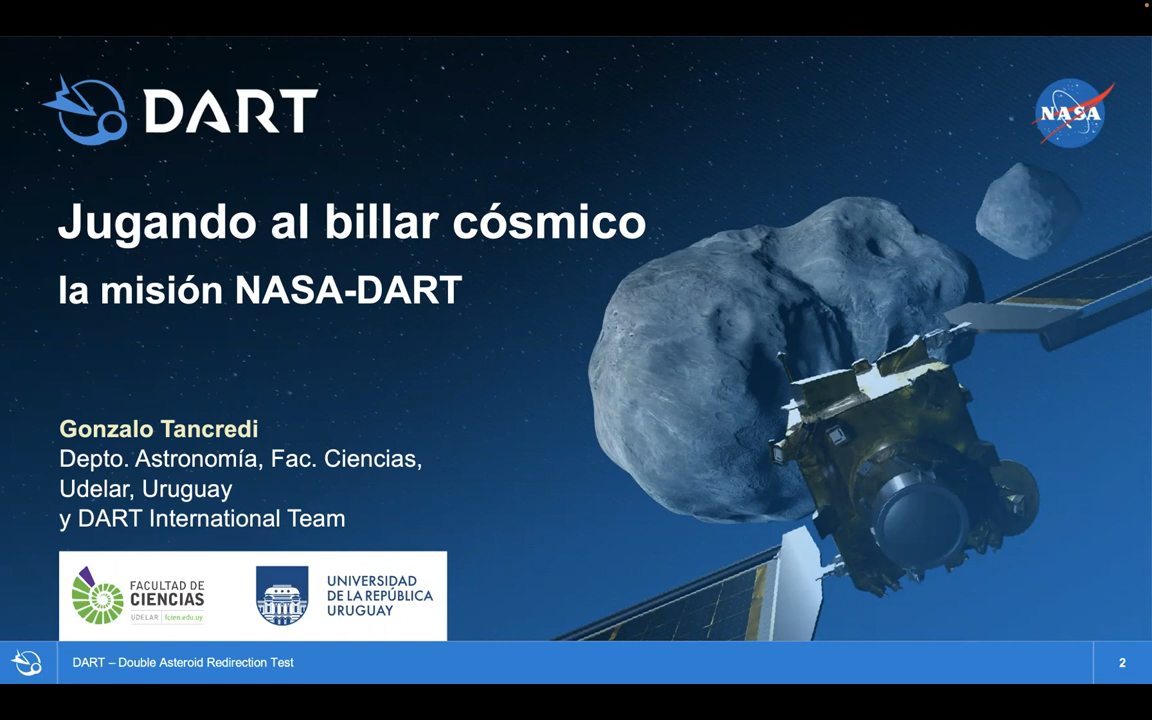 DART
NASA
Jugando al billar cósmico
la misión NASA-DART
Gonzalo Tancredi
Depto. Astronomía, Fac. Ciencias,
Udelar, Uruguay
y DART International Team
FACULTAD DE
CIENCIAS
UDELAR | fcien.edu.uy
UNIVERSIDAD
DE LA REPÚBLICA
URUGUAY
DART – Double Asteroid Redirection Test
2